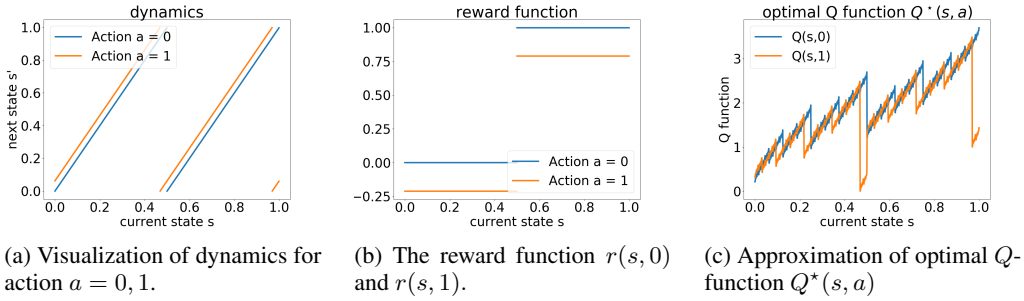 dynamics
next state s'
1.0
0.8
0.6
0.4
0.2
0.0
Action a = 0
Action a = 1
0.0 0.2 0.4 0.6 0.8 1.0
current state s
(a) Visualization of dynamics for
action a = 0, 1.
reward function
1.00
0.75
0.50
0.25
0.00
−0.25
Action a = 0
Action a = 1
0.0 0.2 0.4 0.6 0.8 1.0
current state s
(b) The reward function r(s, 0)
and r(s, 1).
optimal Q function Q*(s, a)
Q function
3
2
1
0
Q(s,0)
Q(s,1)
0.0 0.2 0.4 0.6 0.8 1.0
current state s
(c) Approximation of optimal Q-
function Q⋆(s, a)